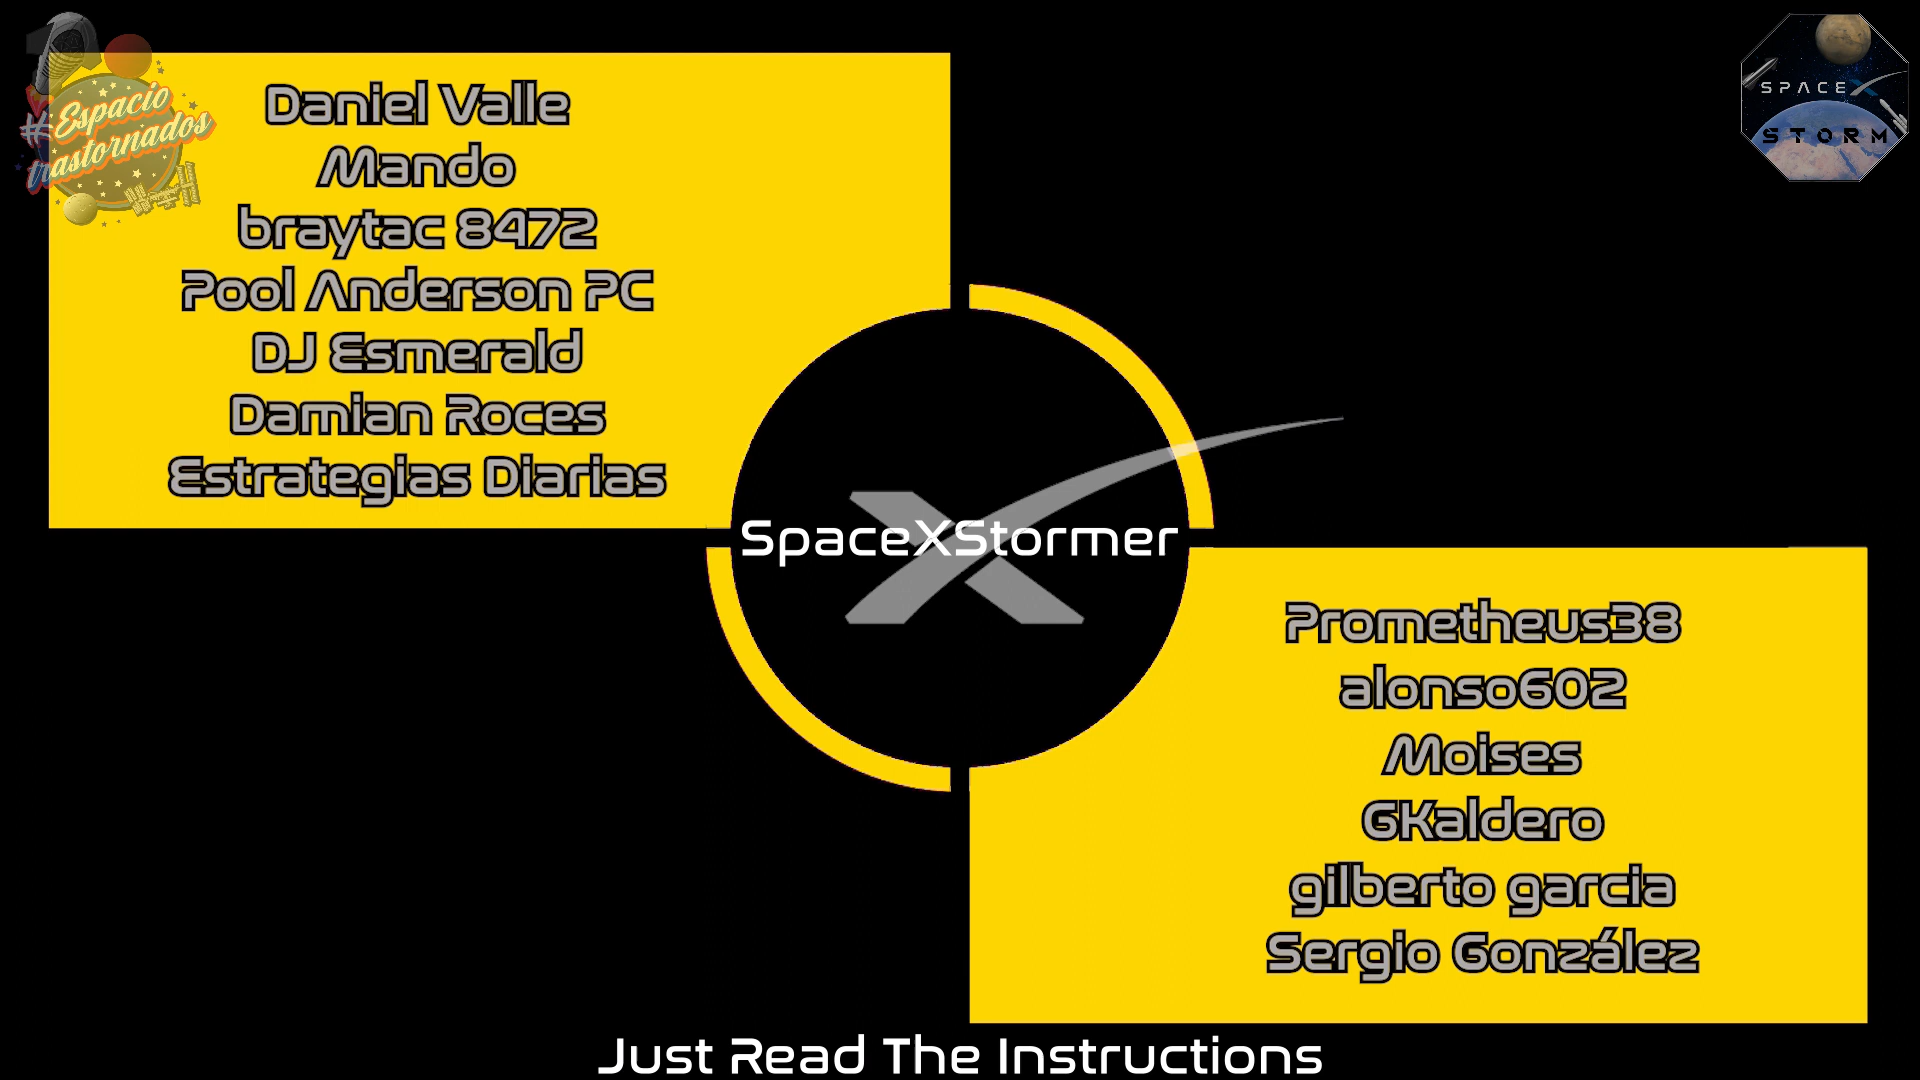 #Espacio
trastornados
Daniel Valle
Mando
braytac 8472
Pool Anderson PC
DJ Esmerald
Damian Roces
Estrategias Diarias
SPACEX
STORM
SpaceXStormer
Prometheus38
alonso602
Moises
GKaldero
gilberto garcia
Sergio González
Just Read The Instructions